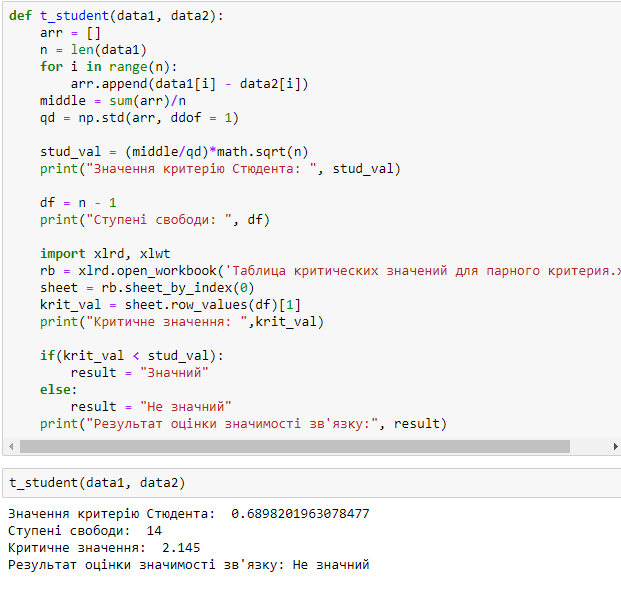 def t_student(data1, data2):
    arr = []
    n = len(data1)
    for i in range(n):
        arr.append(data1[i] - data2[i])
    middle = sum(arr)/n
    qd = np.std(arr, ddof = 1)
    stud_val = (middle/qd)*math.sqrt(n)
    print("Значення критерію Стюдента: ", stud_val)
    df = n - 1
    print("Ступені свободи: ", df)
    import xlrd, xlwt
    rb = xlrd.open_workbook('Таблица критических значений для парного критерия.x
    sheet = rb.sheet_by_index(0)
    krit_val = sheet.row_values(df)[1]
    print("Критичне значення: ",krit_val)
    if(krit_val < stud_val):
        result = "Значний"
    else:
        result = "Не значний"
    print("Результат оцінки значимості зв'язку:", result)
t_student(data1, data2)
Значення критерію Стюдента:  0.6898201963078477
Ступені свободи:  14
Критичне значення:  2.145
Результат оцінки значимості зв'язку: Не значний